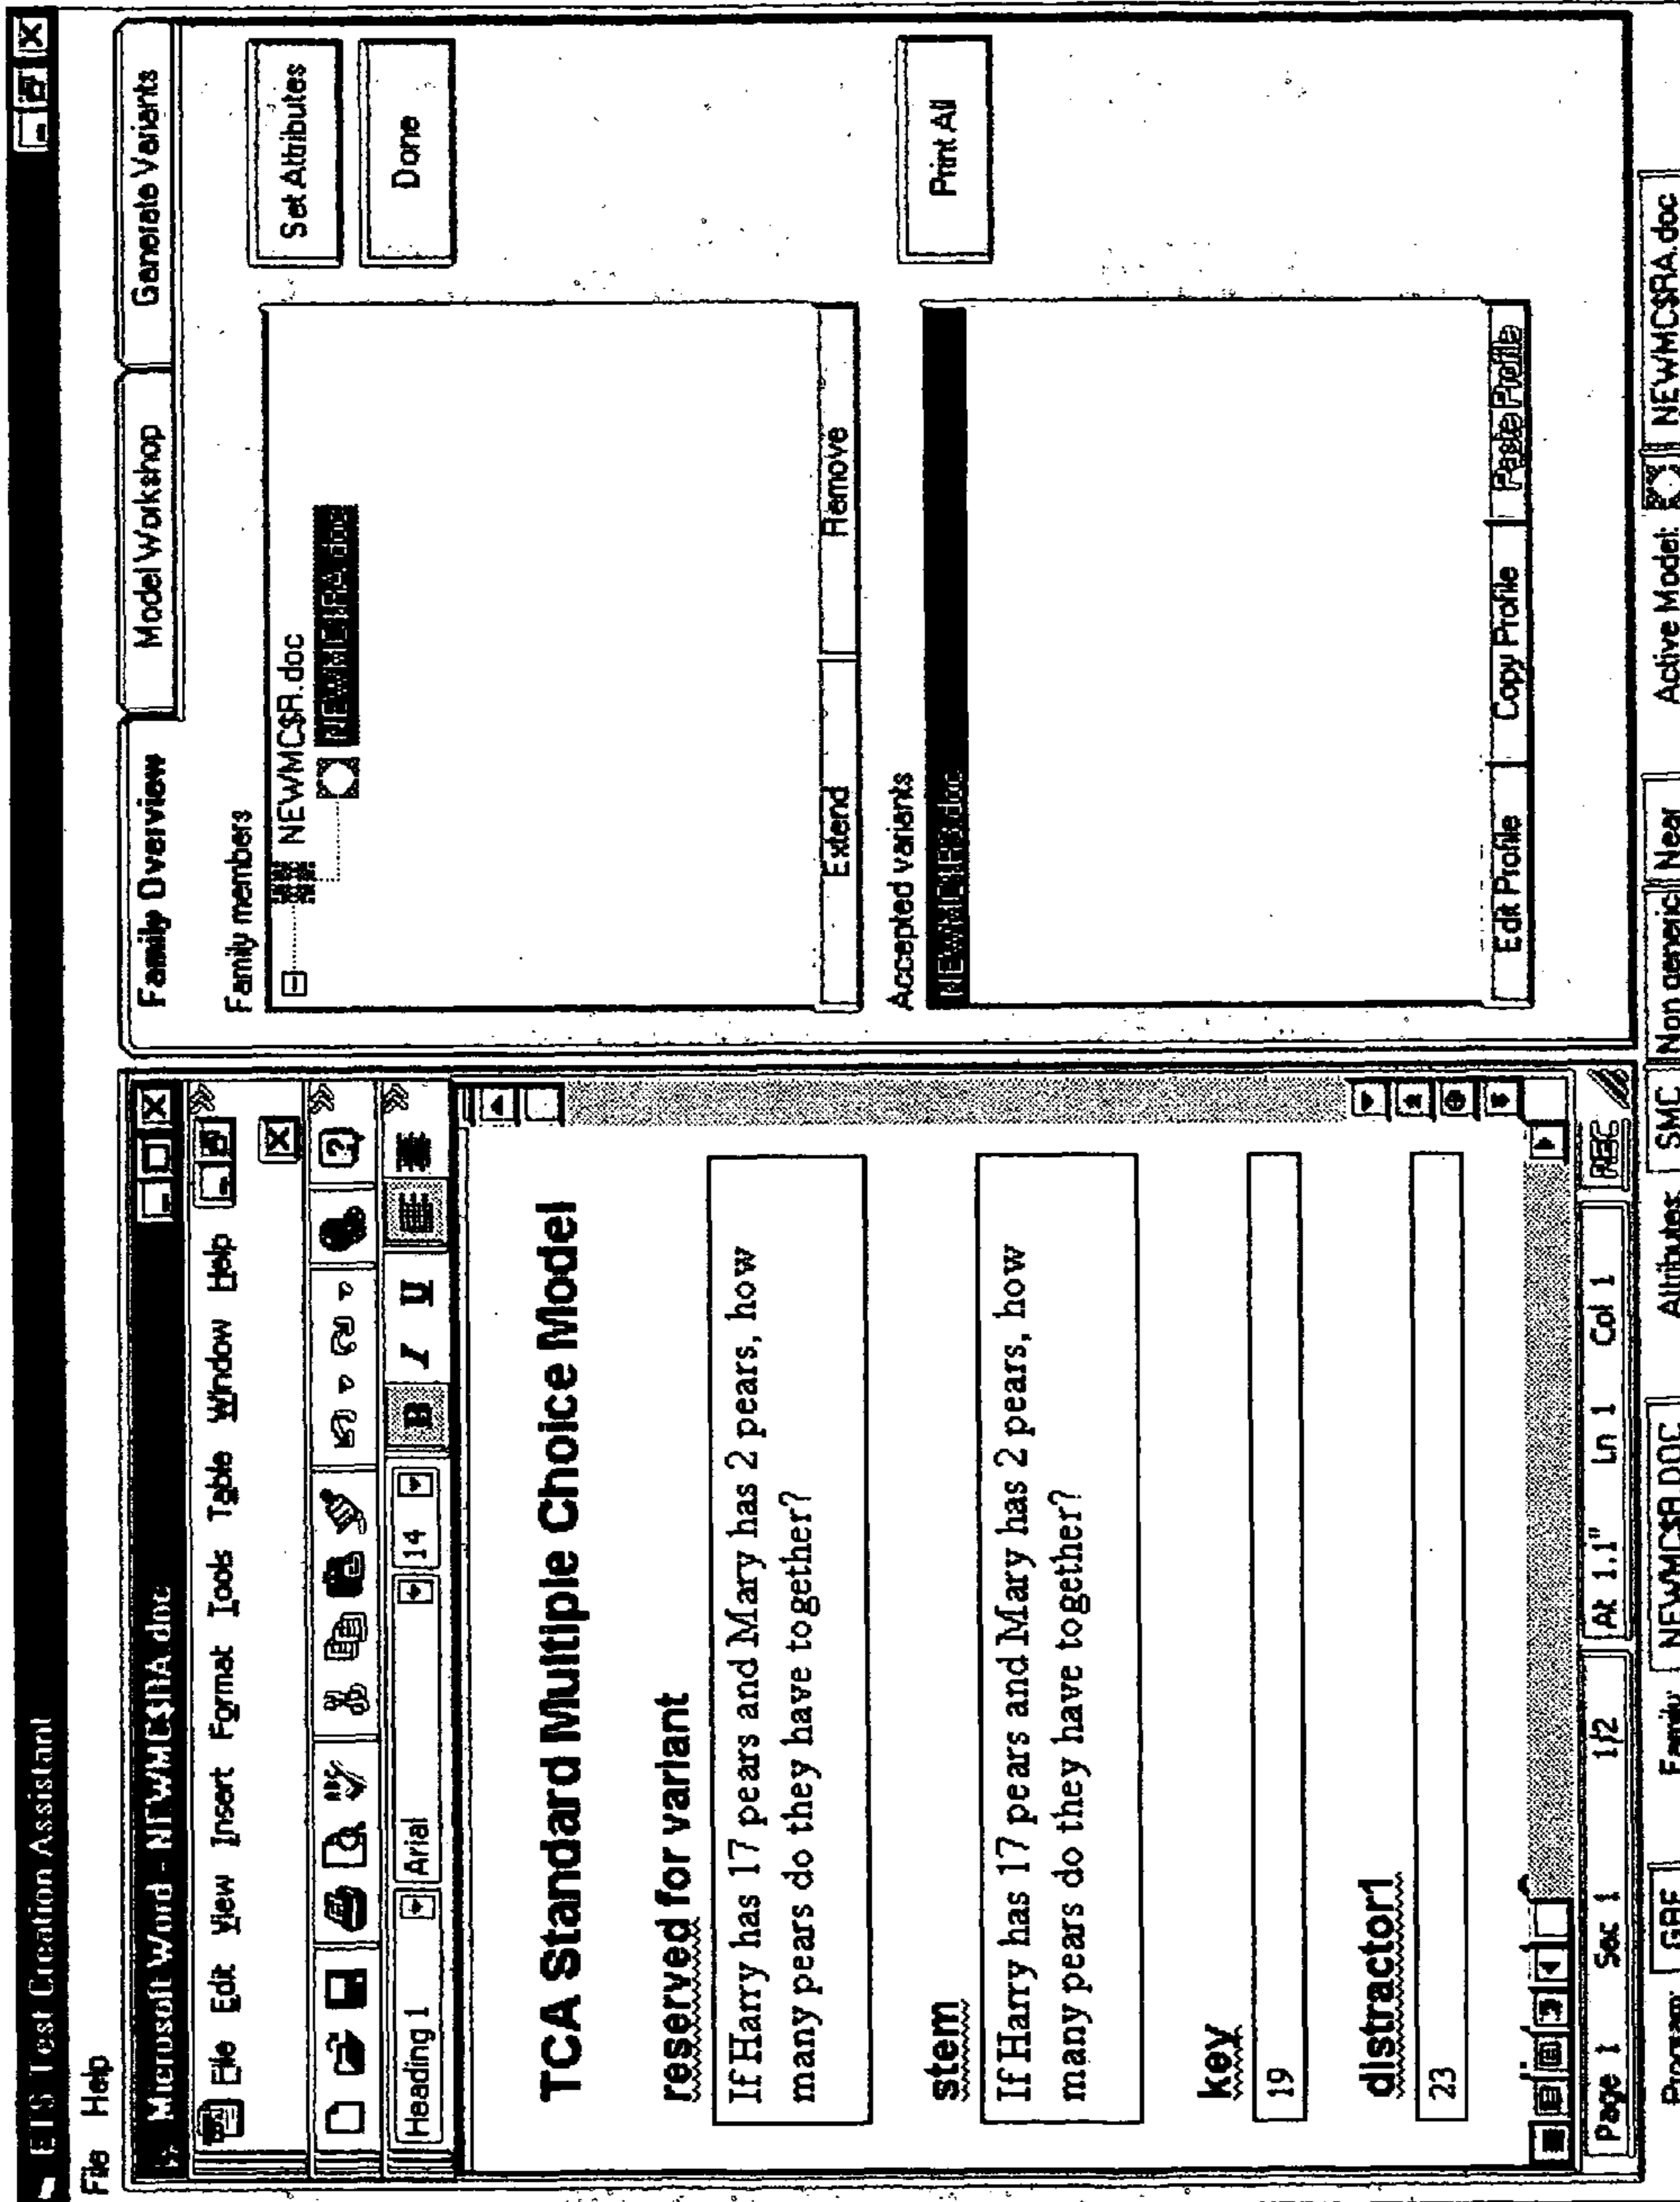 ETS Test Creation Assistant
File Help
Microsoft Word - NEWMC$RA.doc
File Edit View Insert Format Tools Table Window Help
Heading 1 Arial 14 B I U
TCA Standard Multiple Choice Model
reserved for variant
If Harry has 17 pears and Mary has 2 pears, how
many pears do they have together?
stem
If Harry has 17 pears and Mary has 2 pears, how
many pears do they have together?
key
19
distractor1
23
Page 1 Sec 1 1/2 At 1.1" Ln 1 Col 1 REC
Family Overview Model Workshop Generate Variants
Family members
NEWMC$R.doc
NEWMC$RA.doc
Set Attributes
Done
Extend Remove
Accepted variants
Print All
Edit Profile Copy Profile Paste Profile
Program: GRE Family: NEWMC$R.DOC Attributes: SMC Non generic Near Active Model: NEWMC$RA.doc